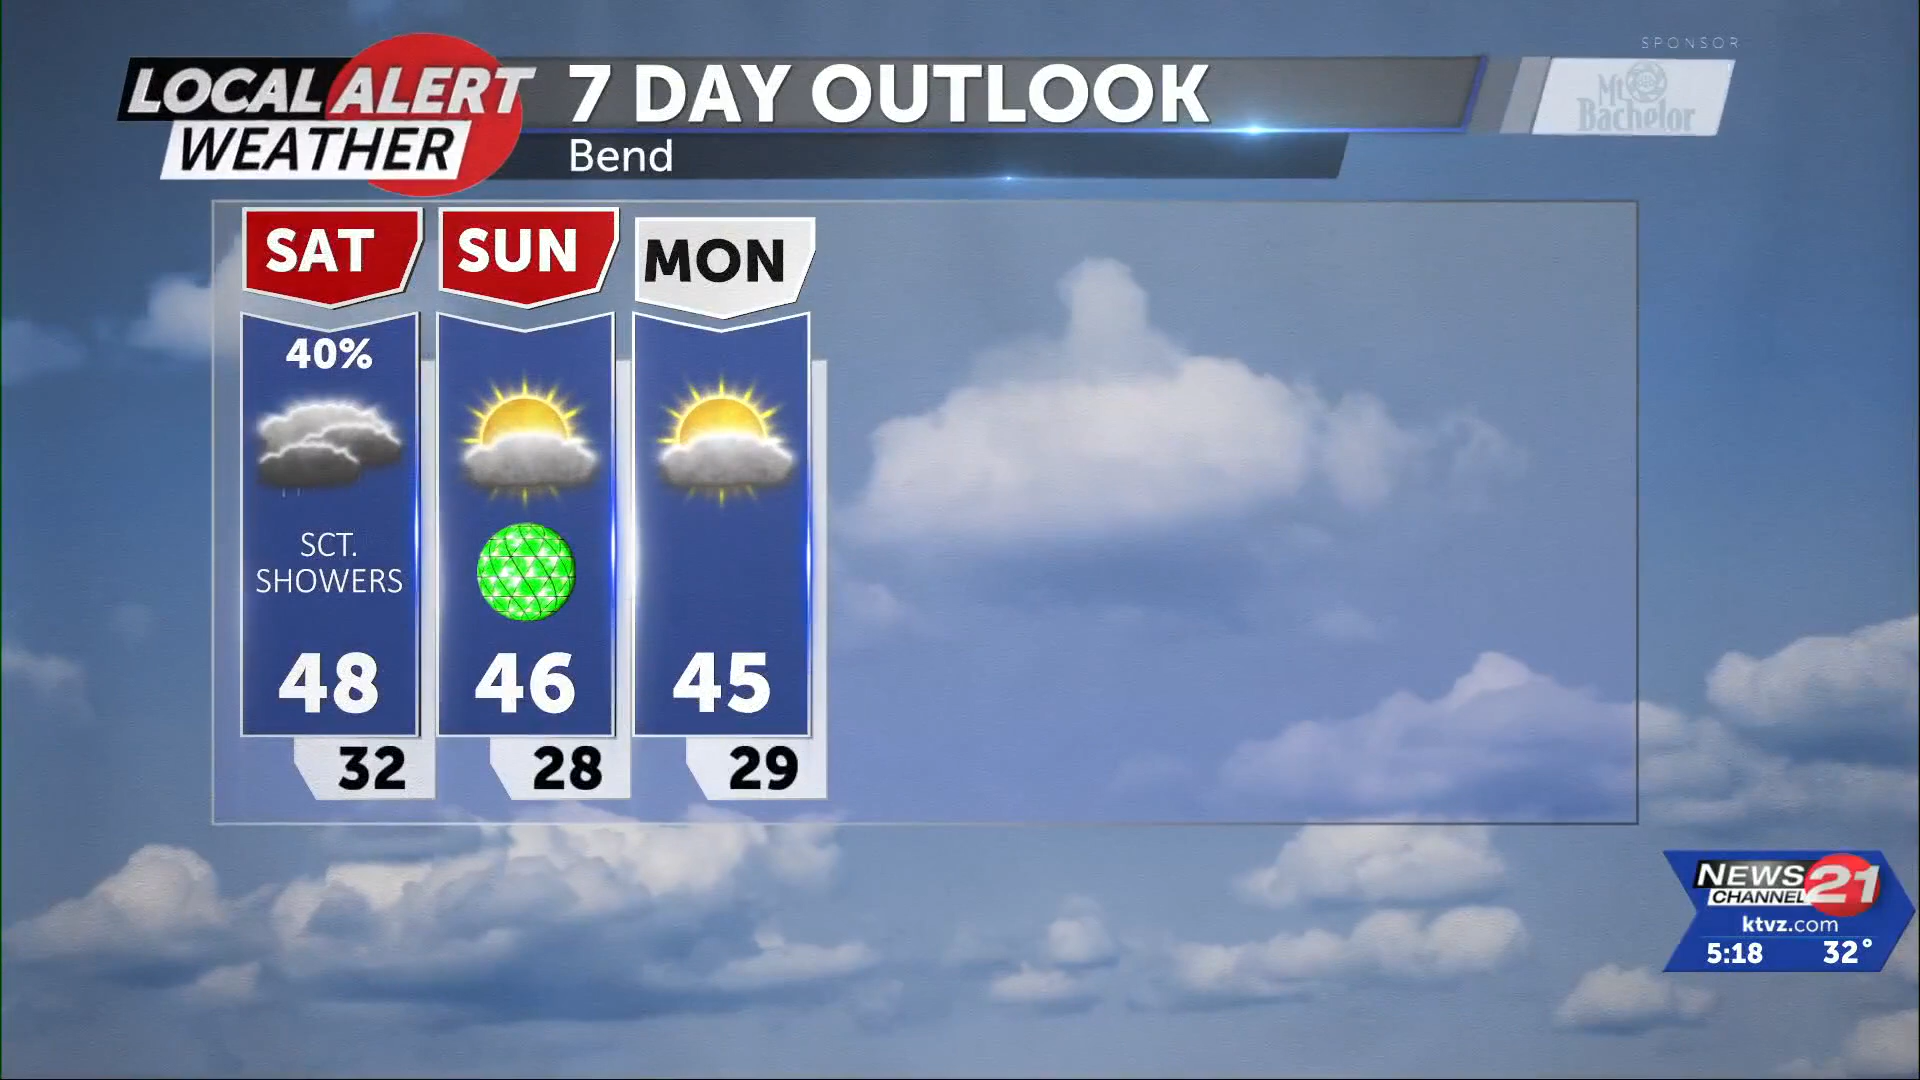 SPONSOR
LOCAL ALERT
WEATHER
7 DAY OUTLOOK
Bend
Mt
Bachelor
SAT
SUN
MON
40%
SCT.
SHOWERS
48
46
45
32
28
29
NEWS
CHANNEL
21
ktvz.com
5:18 32°